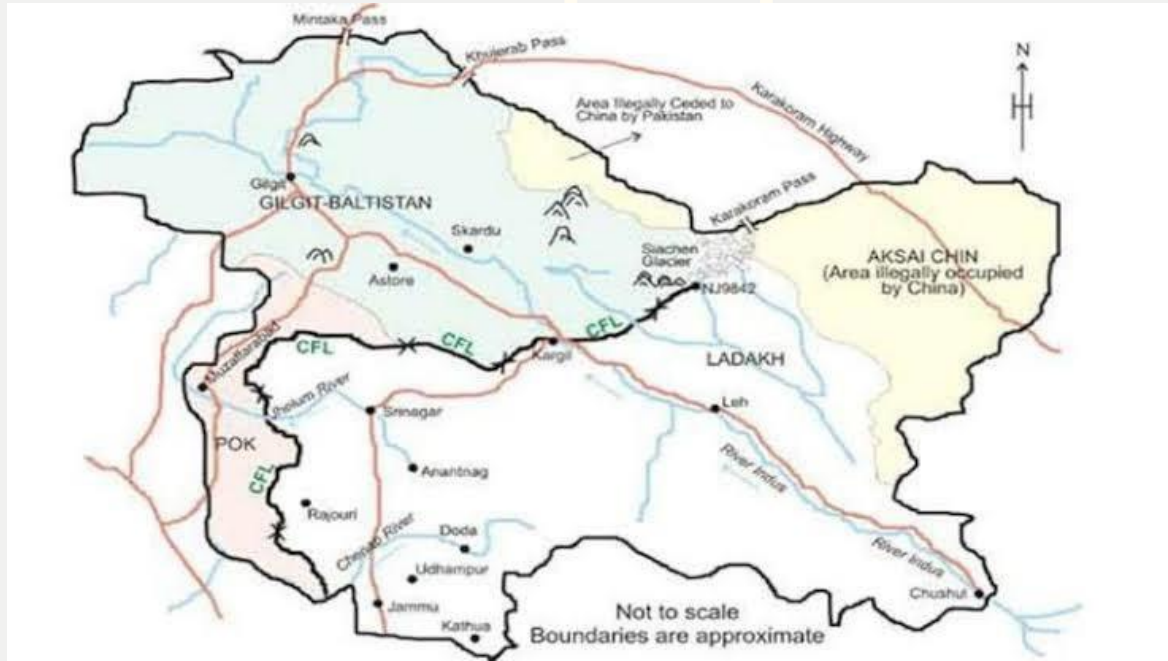 Mintaka Pass
Khujerab Pass
N
Area Illegally Ceded to
China by Pakistan
Karakoram Highway
Gilgit
GILGIT-BALTISTAN
Karakoram Pass
Skardu
Siachen
Glacier
AKSAI CHIN
(Area illegally occupied
by China)
Astore
NJ9842
CFL
CFL
CFL
Kargil
LADAKH
Muzaffarabad
Jhelum River
Srinagar
Leh
POK
CFL
Anantnag
River Indus
Rajouri
Chenab River
Doda
River Indus
Udhampur
Chushul
Jammu
Not to scale
Kathua
Boundaries are approximate